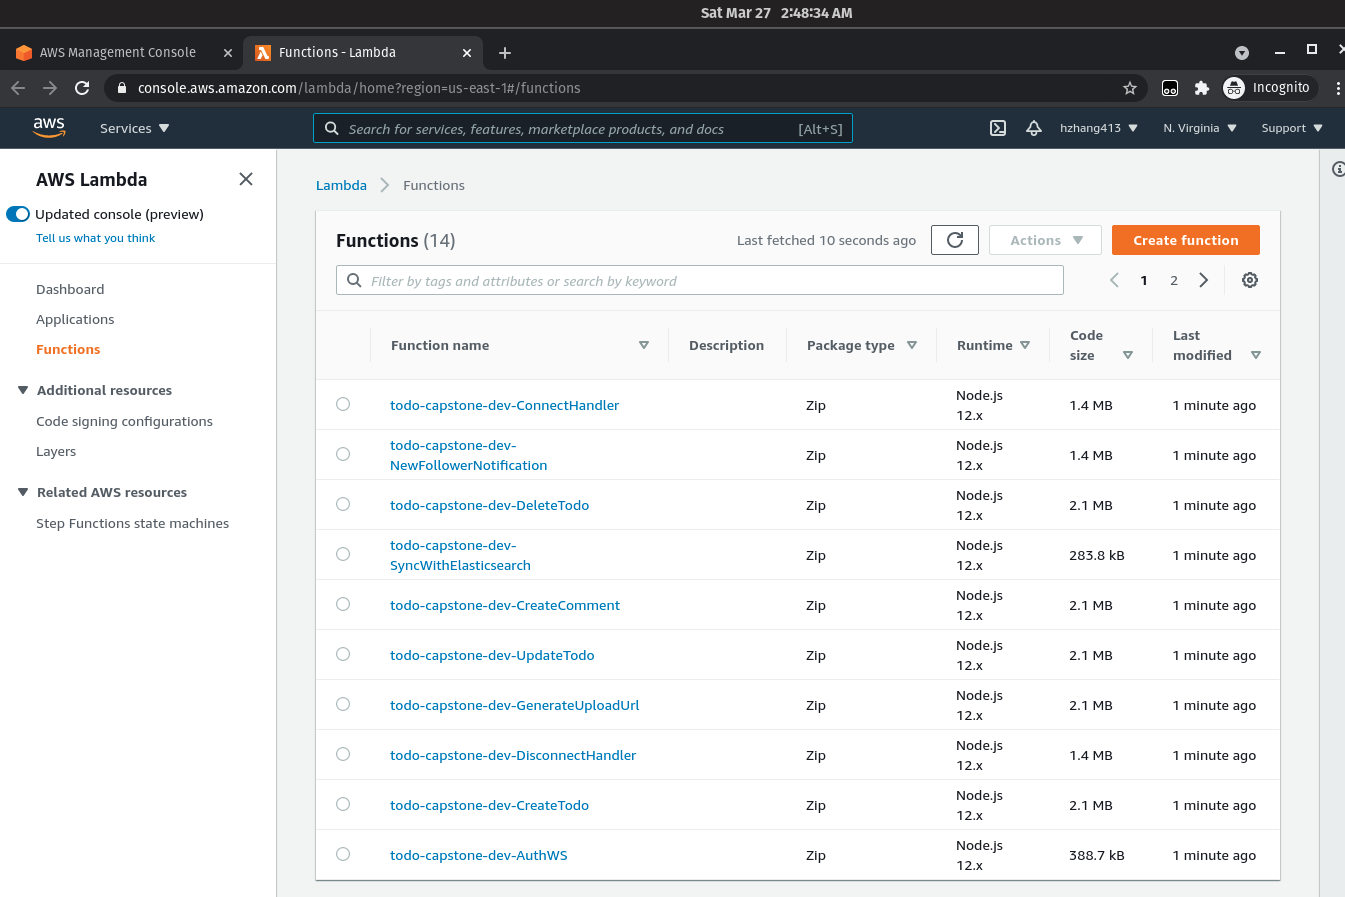 Sat Mar 27 2:48:34 AM
AWS Management Console
Functions - Lambda
console.aws.amazon.com/lambda/home?region=us-east-1#/functions
Incognito
aws
Services
Search for services, features, marketplace products, and docs
[Alt+S]
hzhang413
N. Virginia
Support
AWS Lambda
Updated console (preview)
Tell us what you think
Dashboard
Applications
Functions
Additional resources
Code signing configurations
Layers
Related AWS resources
Step Functions state machines
Lambda
Functions
Functions (14)
Last fetched 10 seconds ago
Actions
Create function
Filter by tags and attributes or search by keyword
1
2
Function name
Description
Package type
Runtime
Code
size
Last
modified
todo-capstone-dev-ConnectHandler
Zip
Node.js
12.x
1.4 MB
1 minute ago
todo-capstone-dev-
NewFollowerNotification
Zip
Node.js
12.x
1.4 MB
1 minute ago
todo-capstone-dev-DeleteTodo
Zip
Node.js
12.x
2.1 MB
1 minute ago
todo-capstone-dev-
SyncWithElasticsearch
Zip
Node.js
12.x
283.8 kB
1 minute ago
todo-capstone-dev-CreateComment
Zip
Node.js
12.x
2.1 MB
1 minute ago
todo-capstone-dev-UpdateTodo
Zip
Node.js
12.x
2.1 MB
1 minute ago
todo-capstone-dev-GenerateUploadUrl
Zip
Node.js
12.x
2.1 MB
1 minute ago
todo-capstone-dev-DisconnectHandler
Zip
Node.js
12.x
1.4 MB
1 minute ago
todo-capstone-dev-CreateTodo
Zip
Node.js
12.x
2.1 MB
1 minute ago
todo-capstone-dev-AuthWS
Zip
Node.js
12.x
388.7 kB
1 minute ago